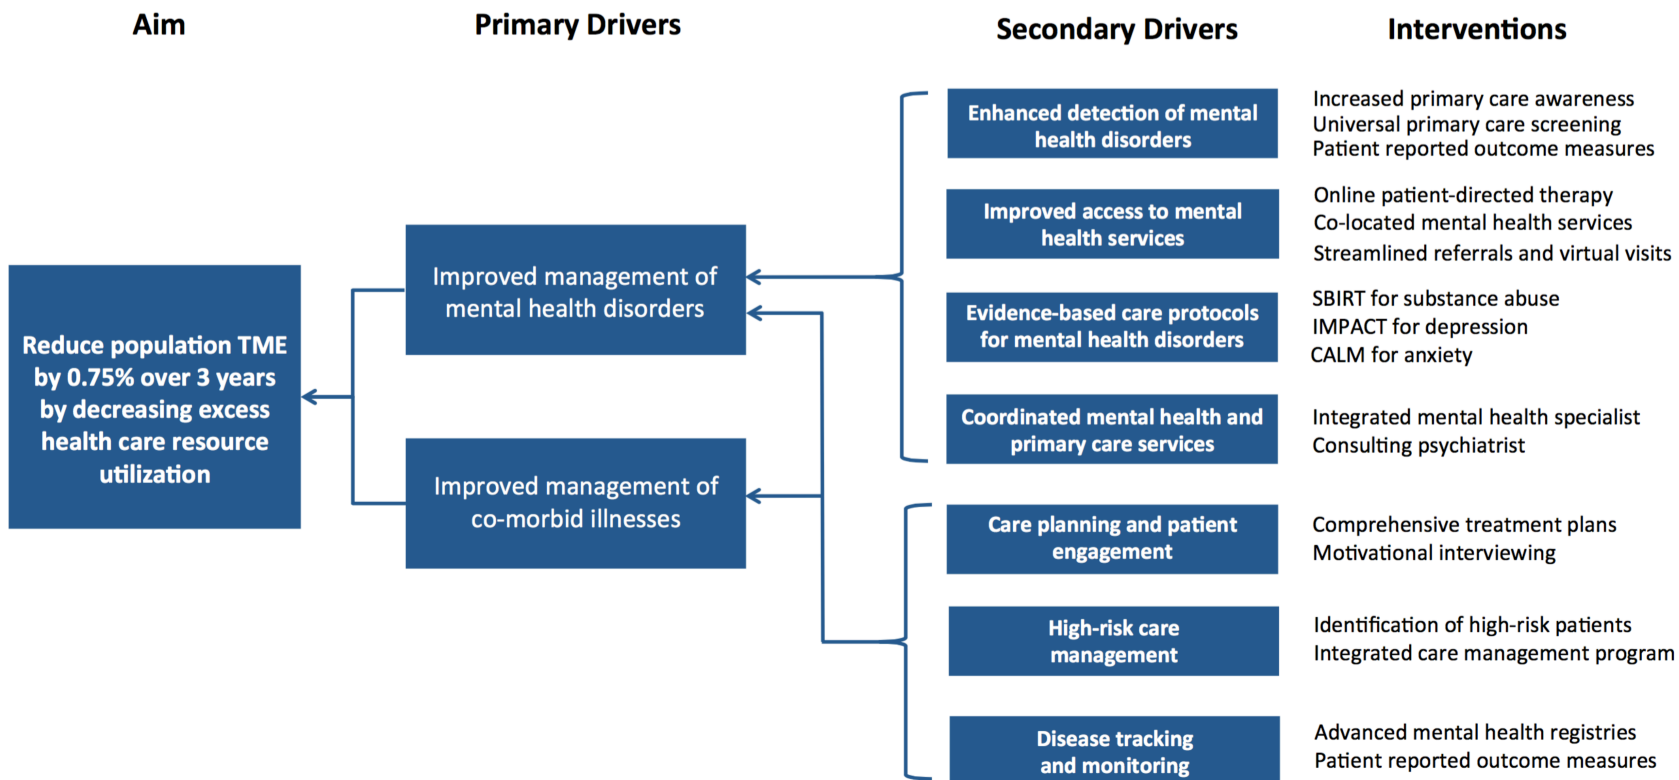 Aim
Primary Drivers
Secondary Drivers
Interventions
Reduce population TME
by 0.75% over 3 years
by decreasing excess
health care resource
utilization
Improved management of
mental health disorders
Improved management of
co-morbid illnesses
Enhanced detection of mental
health disorders
Increased primary care awareness
Universal primary care screening
Patient reported outcome measures
Improved access to mental
health services
Online patient-directed therapy
Co-located mental health services
Streamlined referrals and virtual visits
Evidence-based care protocols
for mental health disorders
SBIRT for substance abuse
IMPACT for depression
CALM for anxiety
Coordinated mental health and
primary care services
Integrated mental health specialist
Consulting psychiatrist
Care planning and patient
engagement
Comprehensive treatment plans
Motivational interviewing
High-risk care
management
Identification of high-risk patients
Integrated care management program
Disease tracking
and monitoring
Advanced mental health registries
Patient reported outcome measures